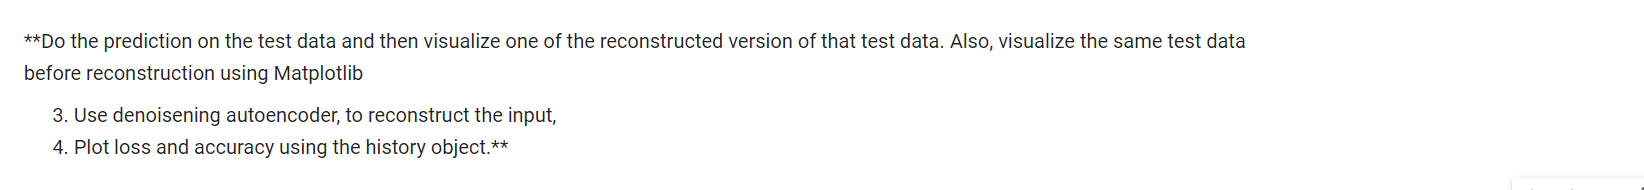 **Do the prediction on the test data and then visualize one of the reconstructed version of that test data. Also, visualize the same test data
before reconstruction using Matplotlib
3. Use denoisening autoencoder, to reconstruct the input,
4. Plot loss and accuracy using the history object.**